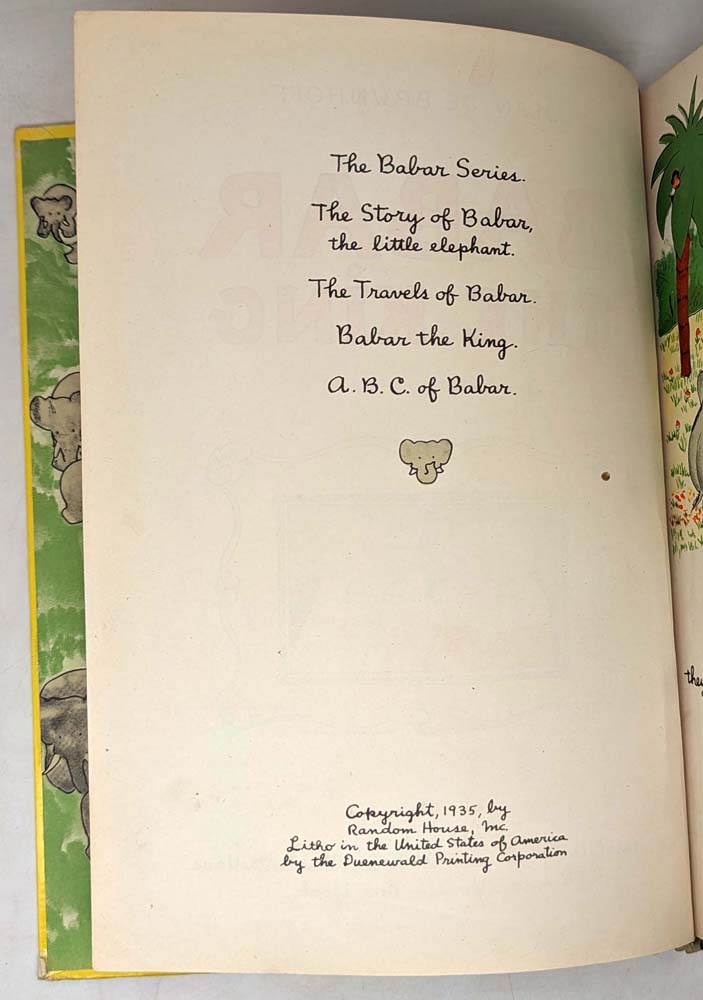 The Babar Series.
The Story of Babar,
the little elephant.
The Travels of Babar.
Babar the King.
A. B. C. of Babar.
Copyright, 1935, by
Random House, Inc.
Litho in the United States of America
by the Duenewald Printing Corporation